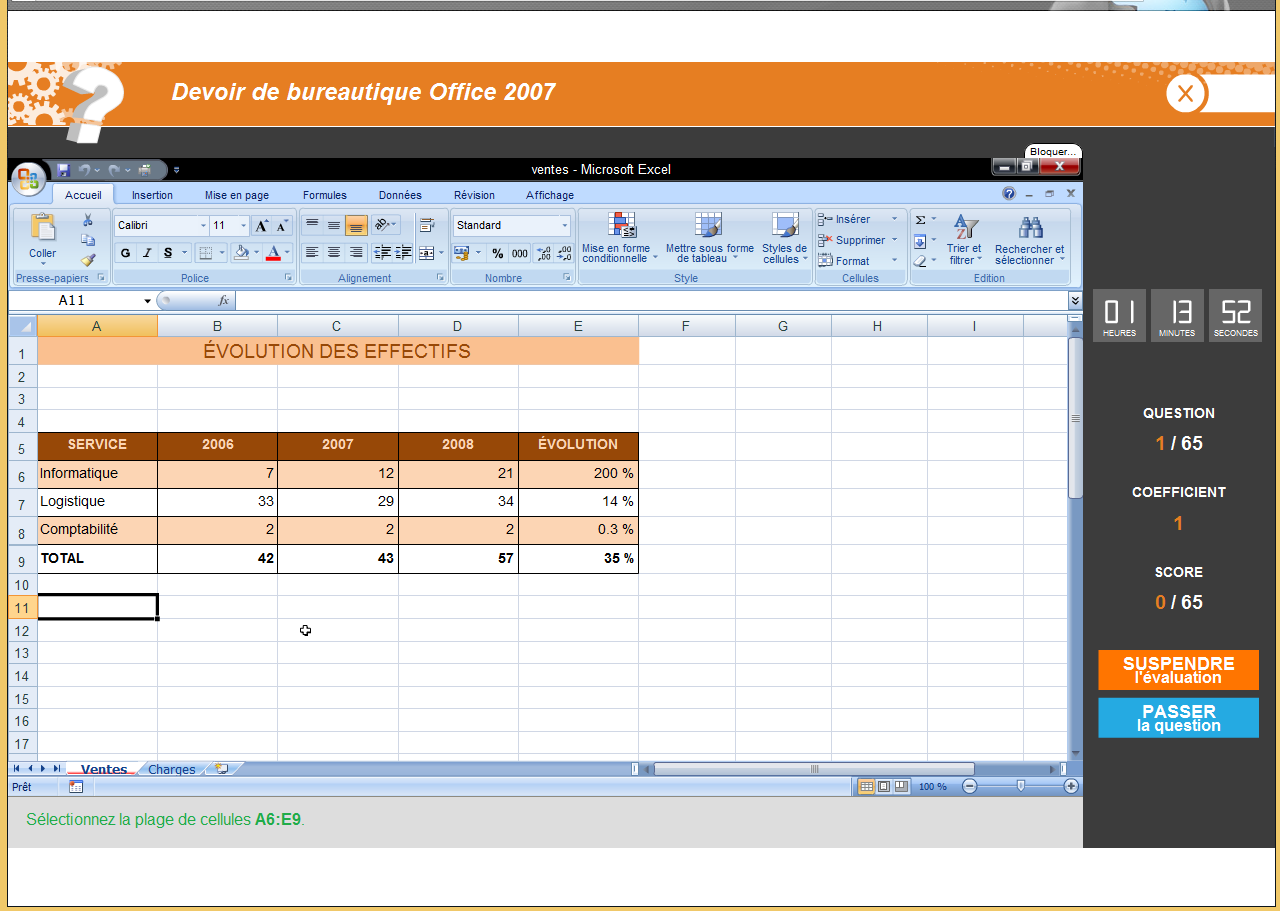 Devoir de bureautique Office 2007
X
Bloquer...
ventes - Microsoft Excel
Accueil Insertion Mise en page Formules Données Révision Affichage
Coller
Presse-papiers
Calibri 11
G I S A
Police
Alignement
Standard
% 000
Nombre
Mise en forme conditionnelle
Mettre sous forme de tableau
Styles de cellules
Style
Insérer
Supprimer
Format
Cellules
Σ
Trier et filtrer
Rechercher et sélectionner
Edition
A11 fx
A B C D E F G H I
1 ÉVOLUTION DES EFFECTIFS
2
3
4
5 SERVICE 2006 2007 2008 ÉVOLUTION
6 Informatique 7 12 21 200 %
7 Logistique 33 29 34 14 %
8 Comptabilité 2 2 2 0.3 %
9 TOTAL 42 43 57 35 %
10
11
12
13
14
15
16
17
Ventes Charges
Prêt 100 %
Sélectionnez la plage de cellules A6:E9.
01 13 52
HEURES MINUTES SECONDES
QUESTION
1 / 65
COEFFICIENT
1
SCORE
0 / 65
SUSPENDRE
l'évaluation
PASSER
la question